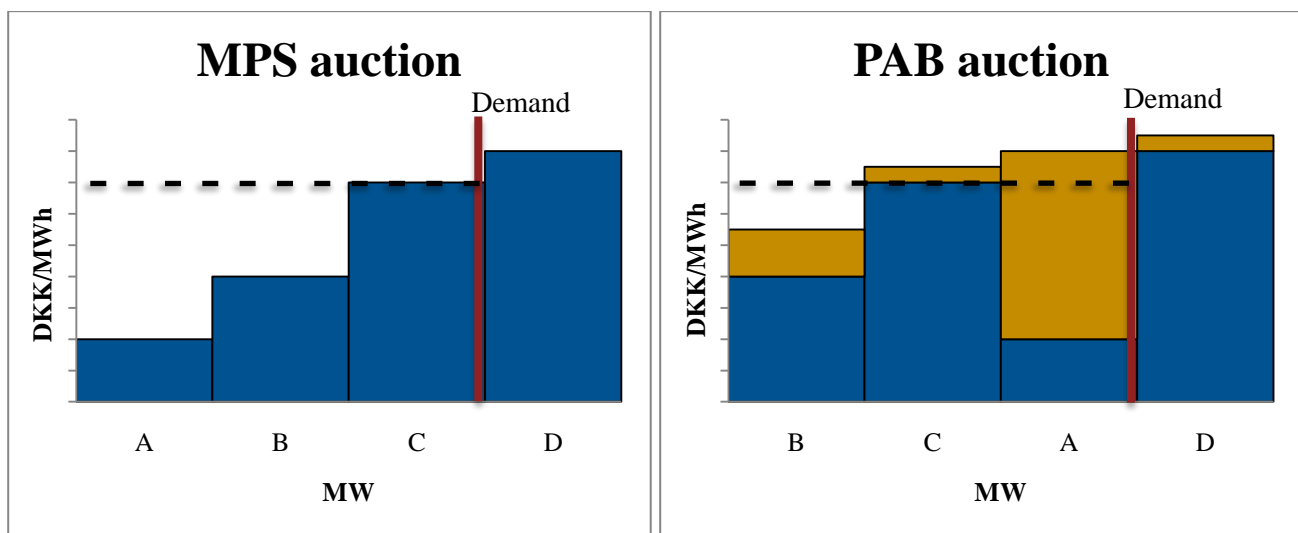 MPS auction
Demand
DKK/MWh
A B C D
MW
PAB auction
Demand
DKK/MWh
B C A D
MW